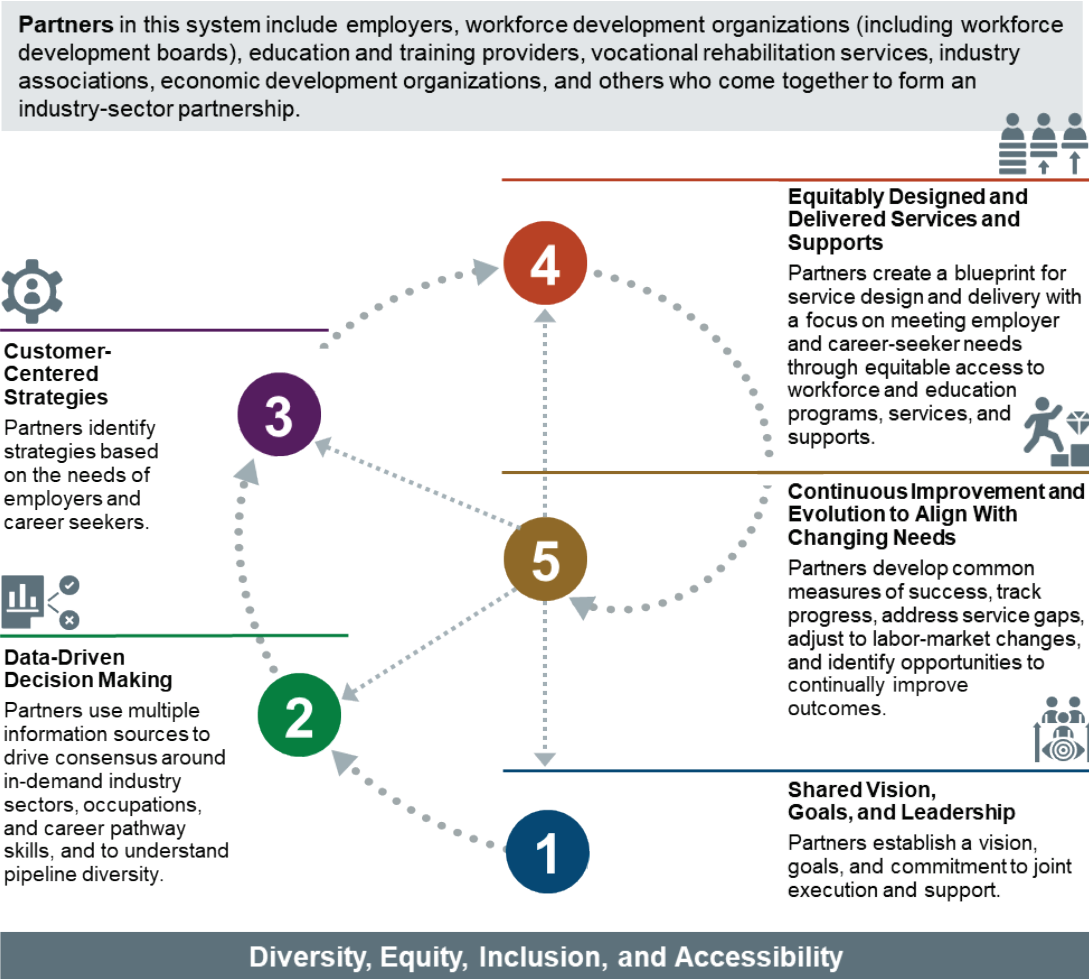 Partners in this system include employers, workforce development organizations (including workforce
development boards), education and training providers, vocational rehabilitation services, industry
associations, economic development organizations, and others who come together to form an
industry-sector partnership.
4
Equitably Designed and
Delivered Services and
Supports
Partners create a blueprint for
service design and delivery with
a focus on meeting employer
and career-seeker needs
through equitable access to
workforce and education
programs, services, and
supports.
3
Customer-
Centered
Strategies
Partners identify
strategies based
on the needs of
employers and
career seekers.
5
Continuous Improvement and
Evolution to Align With
Changing Needs
Partners develop common
measures of success, track
progress, address service gaps,
adjust to labor-market changes,
and identify opportunities to
continually improve
outcomes.
2
Data-Driven
Decision Making
Partners use multiple
information sources to
drive consensus around
in-demand industry
sectors, occupations,
and career pathway
skills, and to understand
pipeline diversity.
1
Shared Vision,
Goals, and Leadership
Partners establish a vision,
goals, and commitment to joint
execution and support.
Diversity, Equity, Inclusion, and Accessibility